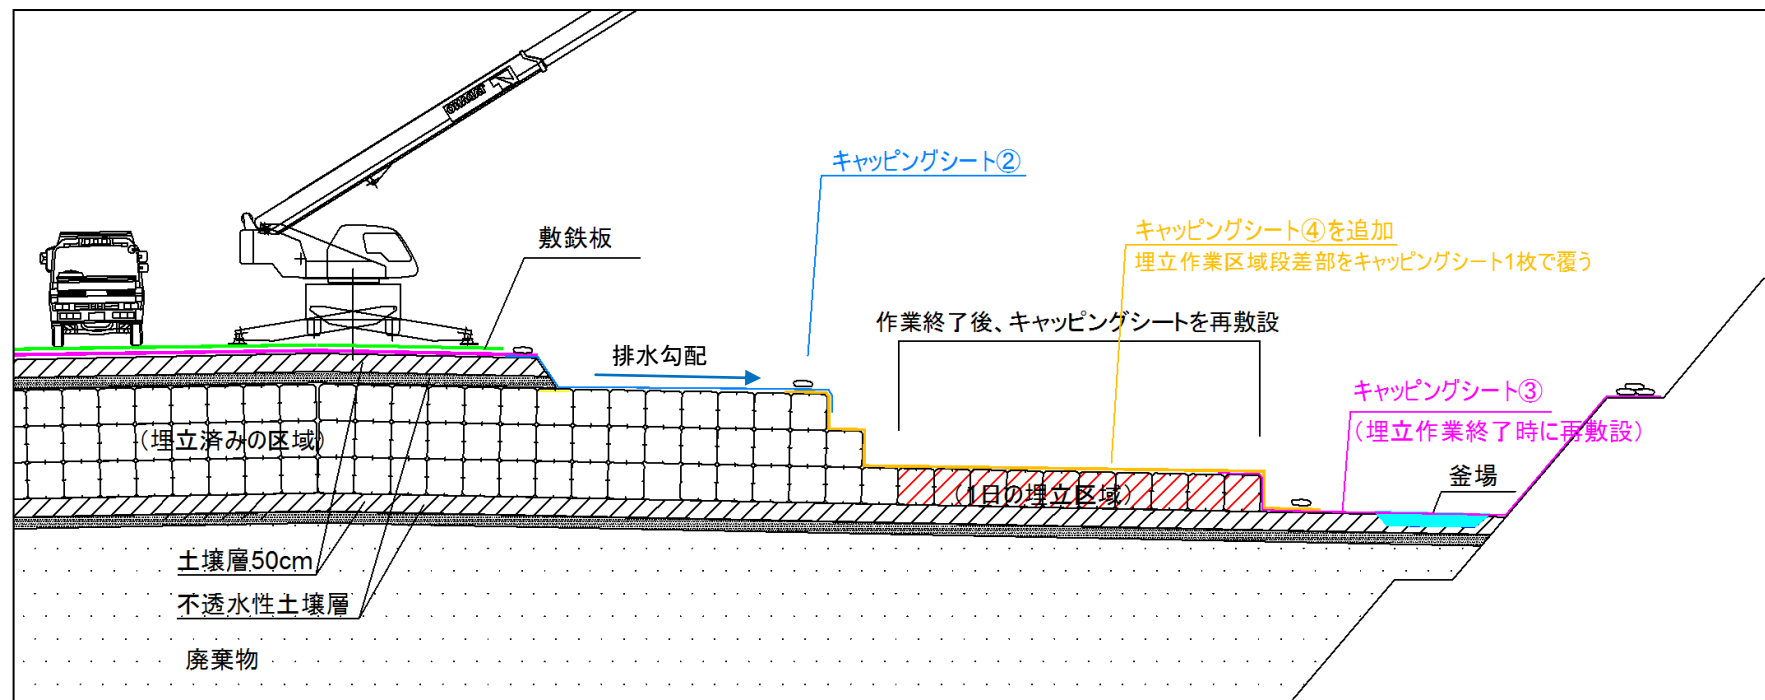 キャッピングシート②
キャッピングシート④を追加
埋立作業区域段差部をキャッピングシート1枚で覆う
敷鉄板
作業終了後、キャッピングシートを再敷設
排水勾配
キャッピングシート③
（埋立作業終了時に再敷設）
（埋立済みの区域）
釜場
（1日の埋立区域）
土壌層50cm
不透水性土壌層
廃棄物